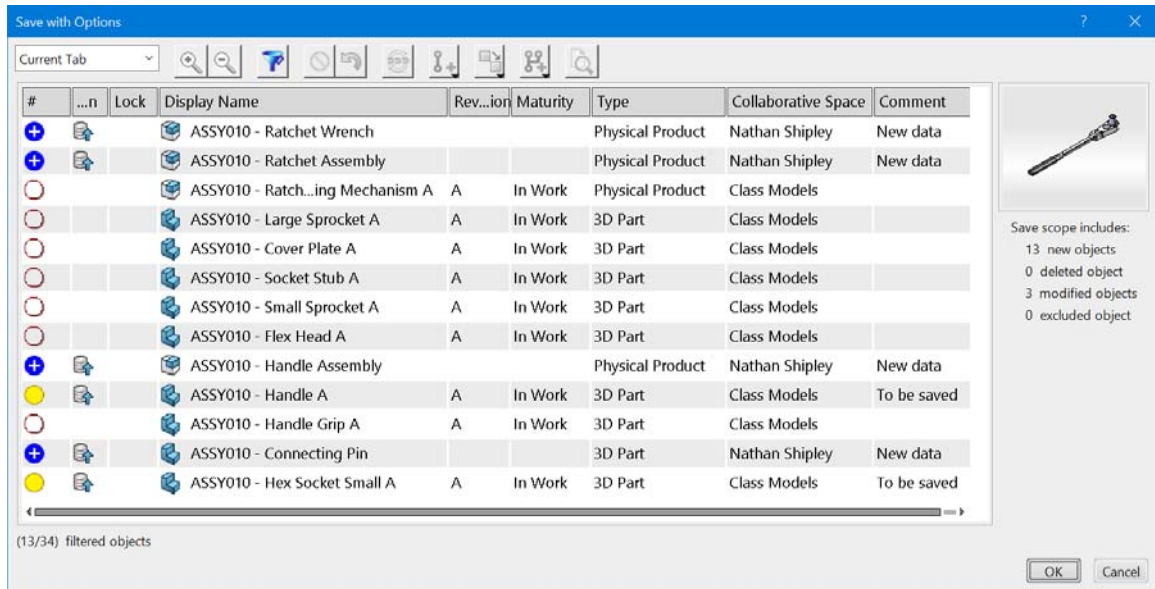 Save with Options ?
Current Tab
# ...n Lock Display Name Rev...ion Maturity Type Collaborative Space Comment
ASSY010 - Ratchet Wrench Physical Product Nathan Shipley New data
ASSY010 - Ratchet Assembly Physical Product Nathan Shipley New data
ASSY010 - Ratch...ing Mechanism A A In Work Physical Product Class Models
ASSY010 - Large Sprocket A A In Work 3D Part Class Models
ASSY010 - Cover Plate A A In Work 3D Part Class Models
ASSY010 - Socket Stub A A In Work 3D Part Class Models
ASSY010 - Small Sprocket A A In Work 3D Part Class Models
ASSY010 - Flex Head A A In Work 3D Part Class Models
ASSY010 - Handle Assembly Physical Product Nathan Shipley New data
ASSY010 - Handle A A In Work 3D Part Class Models To be saved
ASSY010 - Handle Grip A A In Work 3D Part Class Models
ASSY010 - Connecting Pin 3D Part Nathan Shipley New data
ASSY010 - Hex Socket Small A A In Work 3D Part Class Models To be saved
Save scope includes:
13 new objects
0 deleted object
3 modified objects
0 excluded object
(13/34) filtered objects
OK Cancel